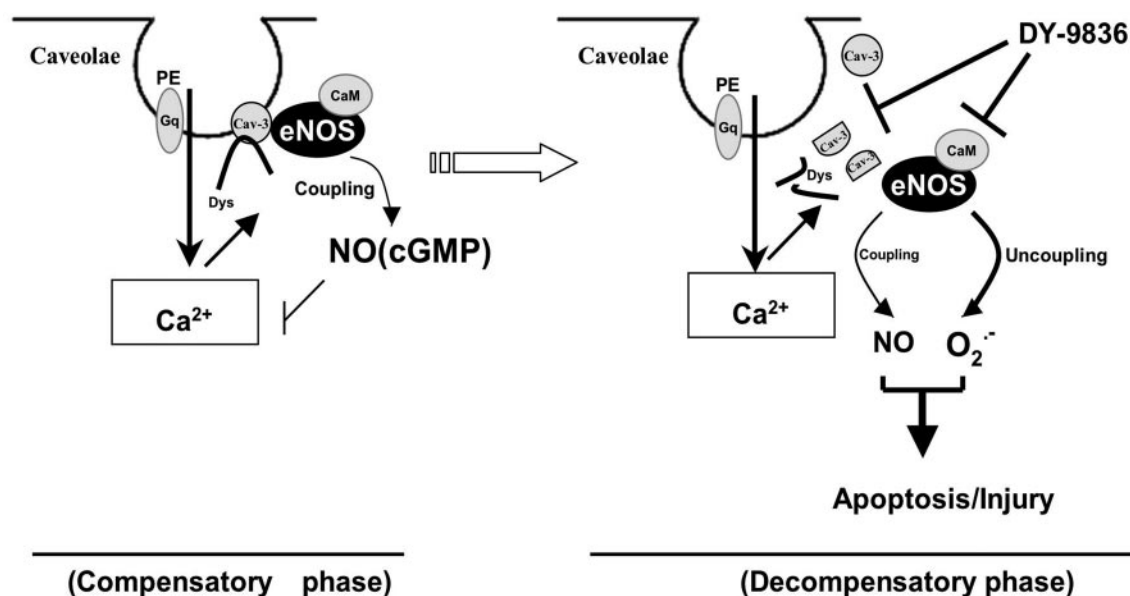 Caveolae
PE
Gq
Cav-3
CaM
eNOS
Dys
Coupling
NO(cGMP)
Ca²⁺
(Compensatory phase)
DY-9836
Cav-3
Caveolae
PE
Gq
Cav-3
Cav-3
Dys
CaM
eNOS
Coupling
Uncoupling
Ca²⁺
NO
O₂·⁻
Apoptosis/Injury
(Decompensatory phase)